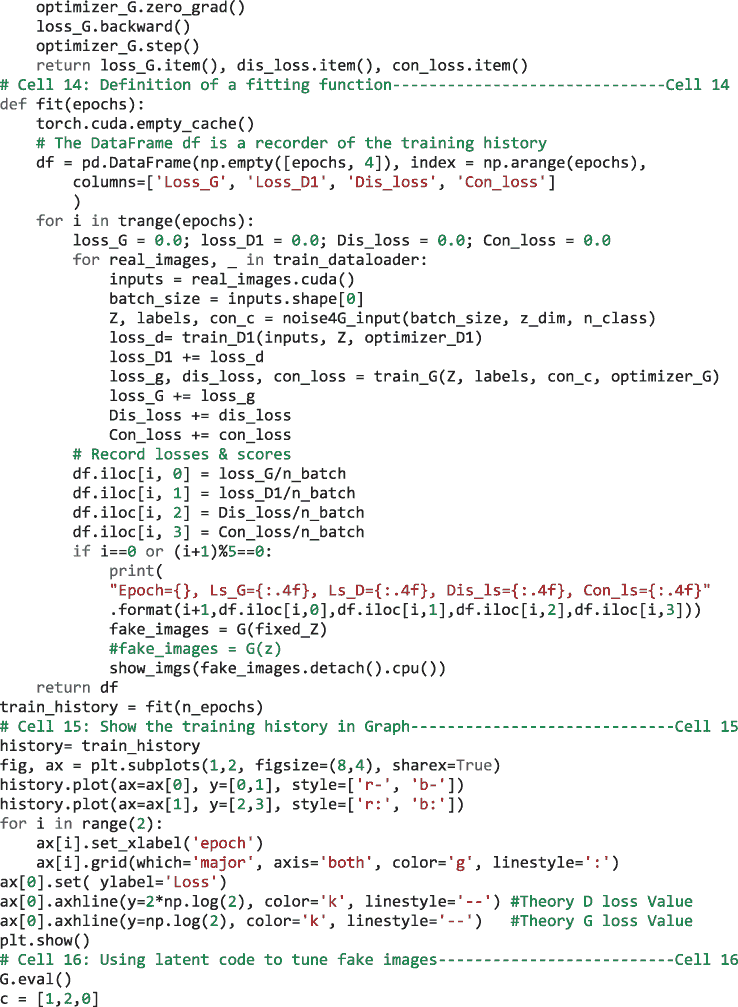 optimizer_G.zero_grad()
loss_G.backward()
optimizer_G.step()
return loss_G.item(), dis_loss.item(), con_loss.item()
# Cell 14: Definition of a fitting function------------------------------Cell 14
def fit(epochs):
torch.cuda.empty_cache()
# The DataFrame df is a recorder of the training history
df = pd.DataFrame(np.empty([epochs, 4]), index = np.arange(epochs),
columns=['Loss_G', 'Loss_D1', 'Dis_loss', 'Con_loss']
)
for i in trange(epochs):
loss_G = 0.0; loss_D1 = 0.0; Dis_loss = 0.0; Con_loss = 0.0
for real_images, _ in train_dataloader:
inputs = real_images.cuda()
batch_size = inputs.shape[0]
Z, labels, con_c = noise4G_input(batch_size, z_dim, n_class)
loss_d= train_D1(inputs, Z, optimizer_D1)
loss_D1 += loss_d
loss_g, dis_loss, con_loss = train_G(Z, labels, con_c, optimizer_G)
loss_G += loss_g
Dis_loss += dis_loss
Con_loss += con_loss
# Record losses & scores
df.iloc[i, 0] = loss_G/n_batch
df.iloc[i, 1] = loss_D1/n_batch
df.iloc[i, 2] = Dis_loss/n_batch
df.iloc[i, 3] = Con_loss/n_batch
if i==0 or (i+1)%5==0:
print(
"Epoch={}, Ls_G={:.4f}, Ls_D={:.4f}, Dis_ls={:.4f}, Con_ls={:.4f}"
.format(i+1,df.iloc[i,0],df.iloc[i,1],df.iloc[i,2],df.iloc[i,3]))
fake_images = G(fixed_Z)
#fake_images = G(z)
show_imgs(fake_images.detach().cpu())
return df
train_history = fit(n_epochs)
# Cell 15: Show the training history in Graph-----------------------------Cell 15
history= train_history
fig, ax = plt.subplots(1,2, figsize=(8,4), sharex=True)
history.plot(ax=ax[0], y=[0,1], style=['r-', 'b-'])
history.plot(ax=ax[1], y=[2,3], style=['r:', 'b:'])
for i in range(2):
ax[i].set_xlabel('epoch')
ax[i].grid(which='major', axis='both', color='g', linestyle=':')
ax[0].set( ylabel='Loss')
ax[0].axhline(y=2*np.log(2), color='k', linestyle='--') #Theory D loss Value
ax[0].axhline(y=np.log(2), color='k', linestyle='--')   #Theory G loss Value
plt.show()
# Cell 16: Using latent code to tune fake images--------------------------Cell 16
G.eval()
c = [1,2,0]